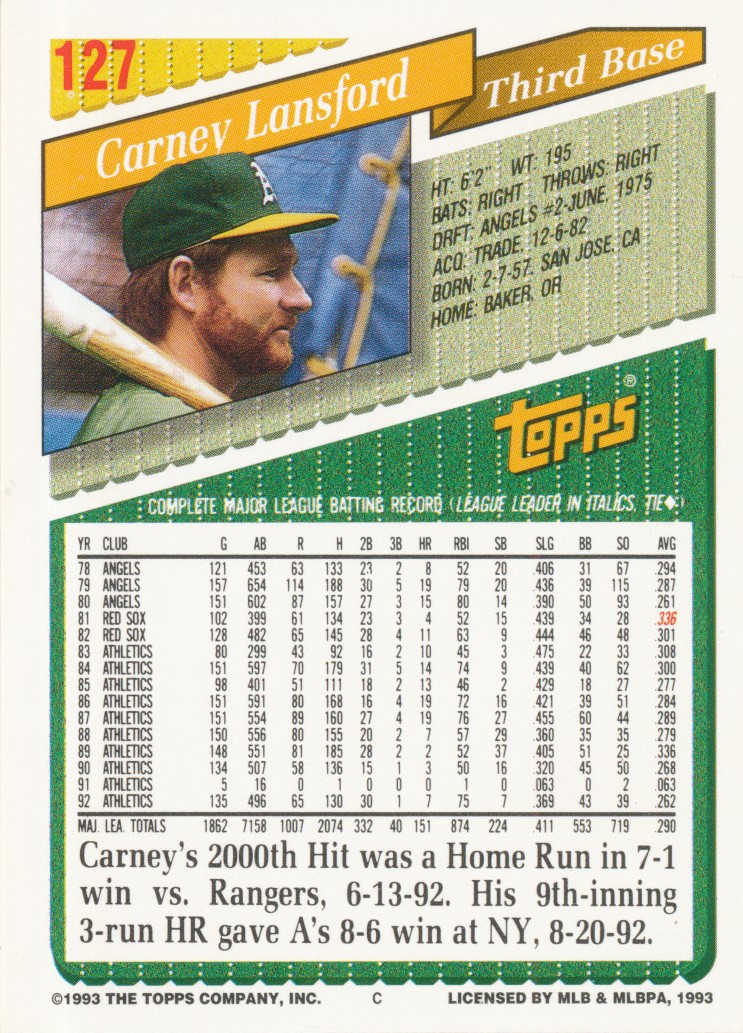 127
Carney Lansford
Third Base
A's
HT: 6'2" WT: 195
BATS: RIGHT THROWS: RIGHT
DRFT: ANGELS #2-JUNE, 1975
ACQ: TRADE, 12-6-82
BORN: 2-7-57, SAN JOSE, CA
HOME: BAKER, OR
topps®
COMPLETE MAJOR LEAGUE BATTING RECORD (LEAGUE LEADER IN ITALICS, TIE◆)
YR CLUB G AB R H 2B 3B HR RBI SB SLG BB SO AVG
78 ANGELS 121 453 63 133 23 2 8 52 20 .406 31 67 .294
79 ANGELS 157 654 114 188 30 5 19 79 20 .436 39 115 .287
80 ANGELS 151 602 87 157 27 3 15 80 14 .390 50 93 .261
81 RED SOX 102 399 61 134 23 3 4 52 15 .439 34 28 .336
82 RED SOX 128 482 65 145 28 4 11 63 9 .444 46 48 .301
83 ATHLETICS 80 299 43 92 16 2 10 45 3 .475 22 33 .308
84 ATHLETICS 151 597 70 179 31 5 14 74 9 .439 40 62 .300
85 ATHLETICS 98 401 51 111 18 2 13 46 2 .429 18 27 .277
86 ATHLETICS 151 591 80 168 16 4 19 72 16 .421 39 51 .284
87 ATHLETICS 151 554 89 160 27 4 19 76 27 .455 60 44 .289
88 ATHLETICS 150 556 80 155 20 2 7 57 29 .360 35 35 .279
89 ATHLETICS 148 551 81 185 28 2 2 52 37 .405 51 25 .336
90 ATHLETICS 134 507 58 136 15 1 3 50 16 .320 45 50 .268
91 ATHLETICS 5 16 0 1 0 0 0 1 0 .063 0 2 .063
92 ATHLETICS 135 496 65 130 30 1 7 75 7 .369 43 39 .262
MAJ. LEA. TOTALS 1862 7158 1007 2074 332 40 151 874 224 .411 553 719 .290
Carney's 2000th Hit was a Home Run in 7-1
win vs. Rangers, 6-13-92. His 9th-inning
3-run HR gave A's 8-6 win at NY, 8-20-92.
©1993 THE TOPPS COMPANY, INC. C LICENSED BY MLB & MLBPA, 1993